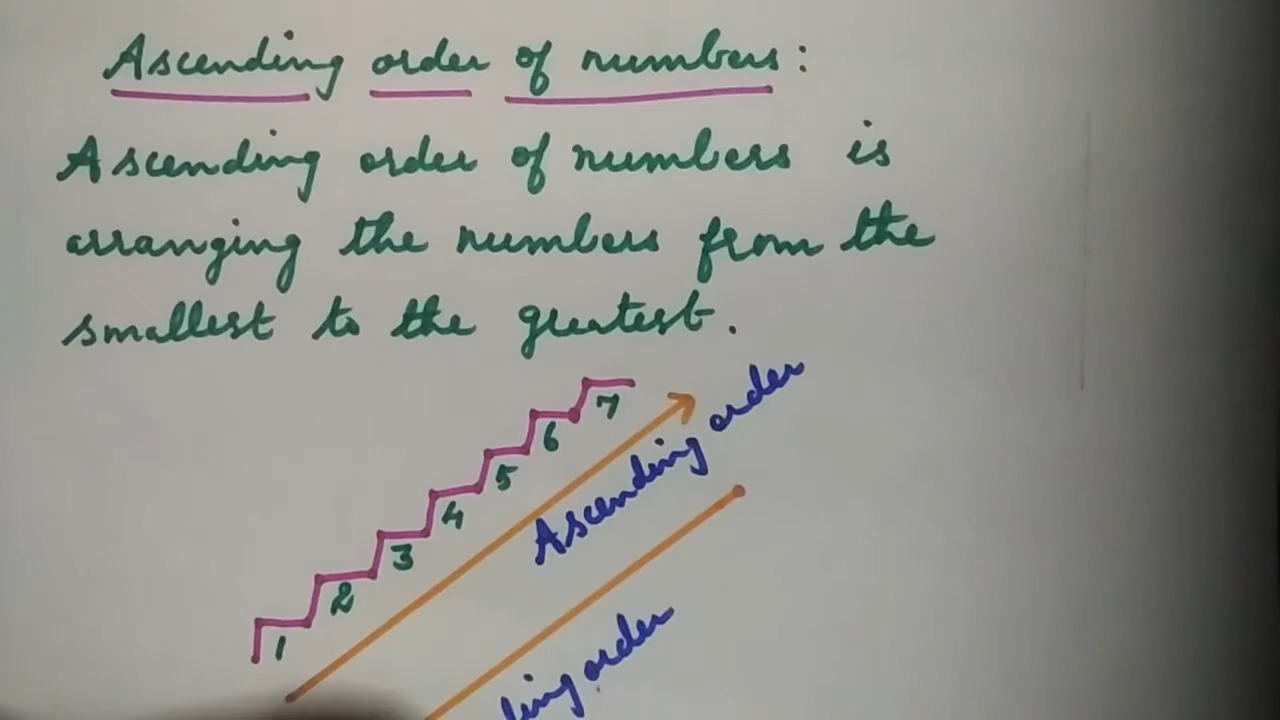 Ascending order of numbers:
Ascending order of numbers is
arranging the numbers from the
smallest to the greatest.
7
6
5
4
3
2
1
Ascending order
ding order